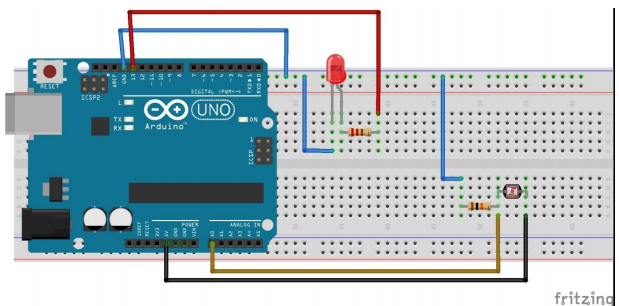 AREF
GND
13
12
~11
~10
~9
8
7
~6
~5
4
~3
2
TX▸1
RX◂0
RESET
ICSP2
L
TX
RX
DIGITAL (PWM=~)
Arduino
UNO
ON
1
ICSP
POWER
ANALOG IN
IOREF
RESET
3V3
5V
GND
GND
VIN
A0
A1
A2
A3
A4
A5
fritzing